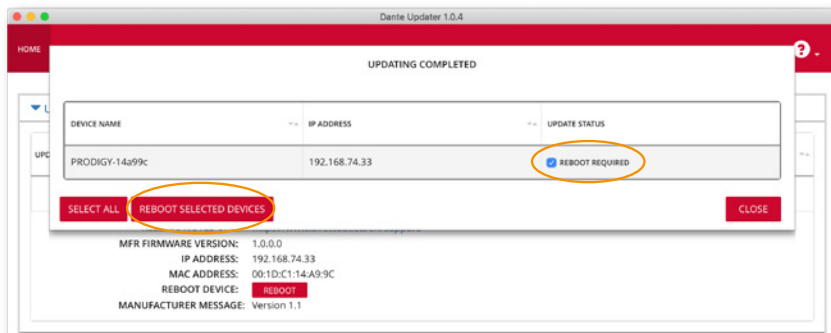 Dante Updater 1.0.4
HOME
?
UPDATING COMPLETED
DEVICE NAME
IP ADDRESS
UPDATE STATUS
PRODIGY-14a99c
192.168.74.33
REBOOT REQUIRED
SELECT ALL
REBOOT SELECTED DEVICES
CLOSE
MFR FIRMWARE VERSION: 1.0.0.0
IP ADDRESS: 192.168.74.33
MAC ADDRESS: 00:1D:C1:14:A9:9C
REBOOT DEVICE: REBOOT
MANUFACTURER MESSAGE: Version 1.1